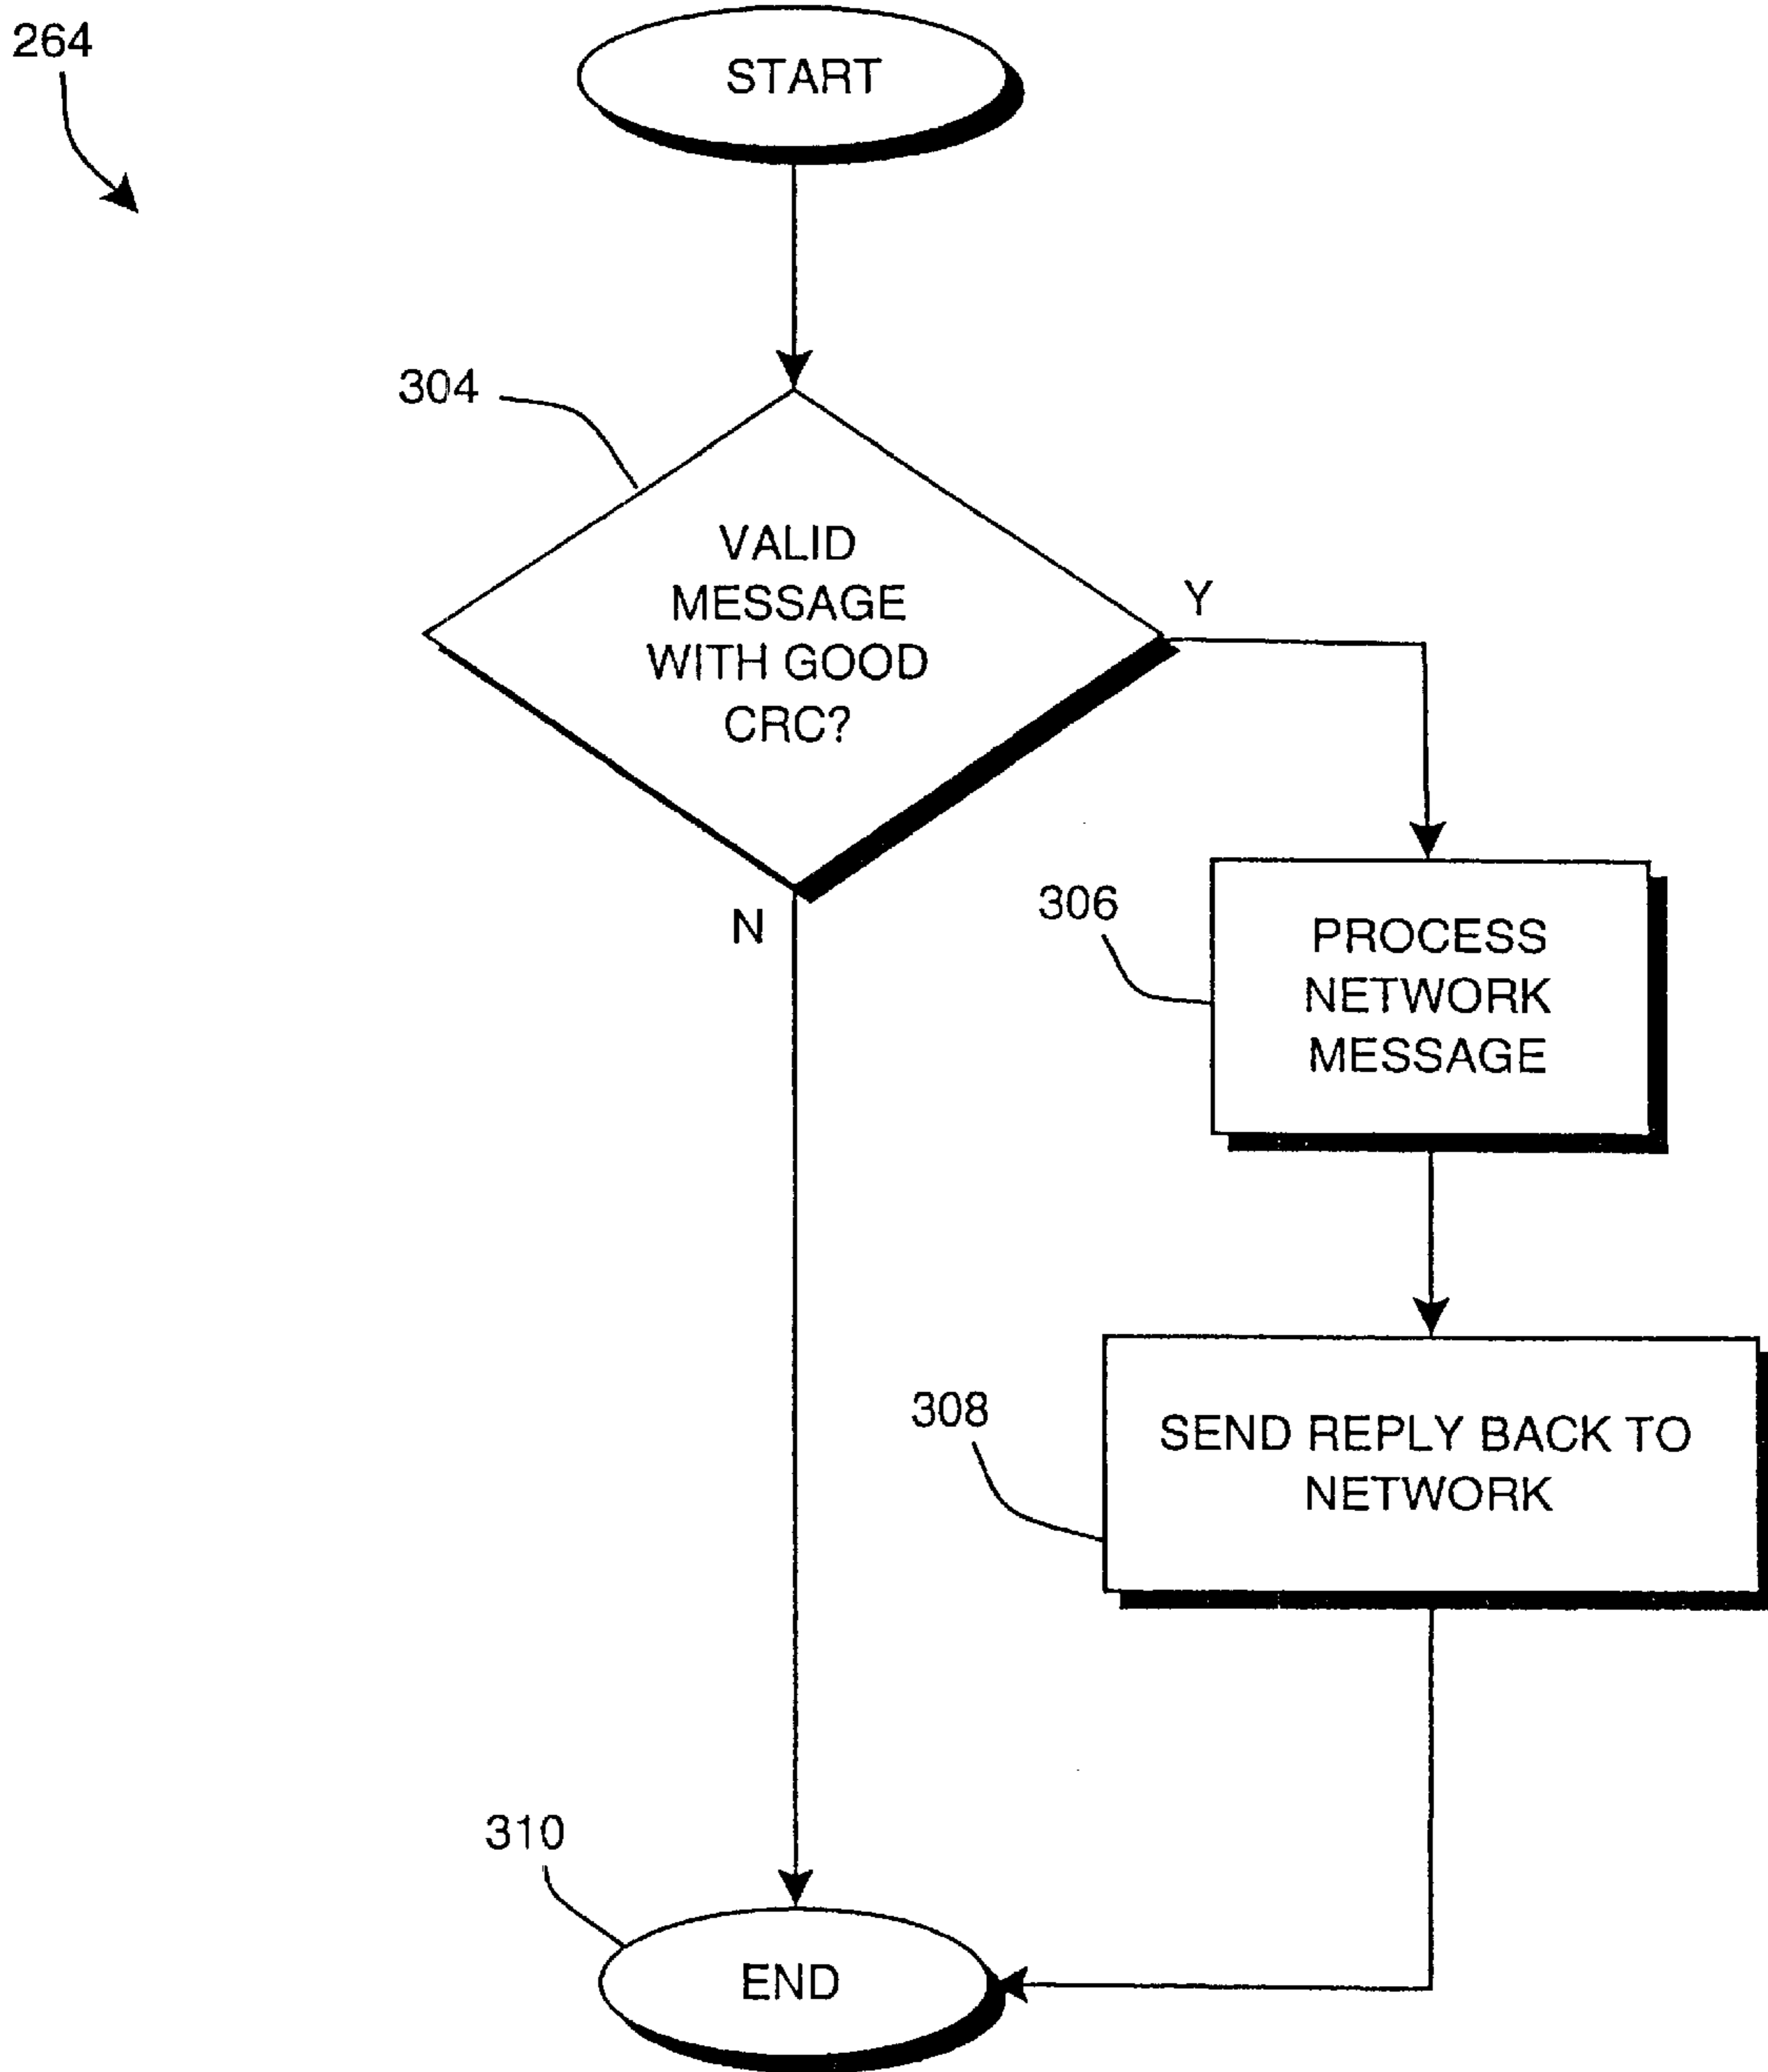 264
START
304
VALID
MESSAGE
WITH GOOD
CRC?
Y
N
306
PROCESS
NETWORK
MESSAGE
308
SEND REPLY BACK TO
NETWORK
310
END